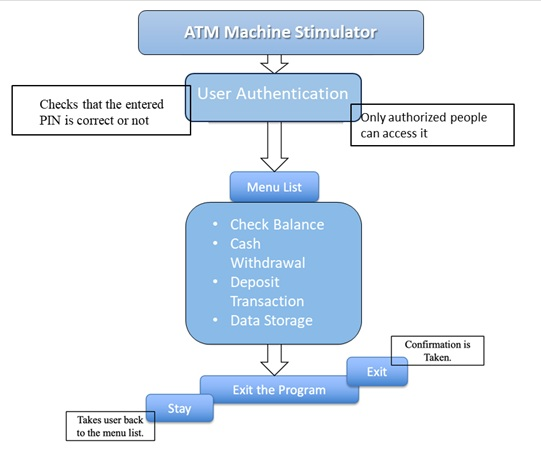 ATM Machine Stimulator
User Authentication
Checks that the entered
PIN is correct or not
Only authorized people
can access it
Menu List
• Check Balance
• Cash
Withdrawal
• Deposit
Transaction
• Data Storage
Confirmation is
Taken.
Exit
Exit the Program
Stay
Takes user back
to the menu list.